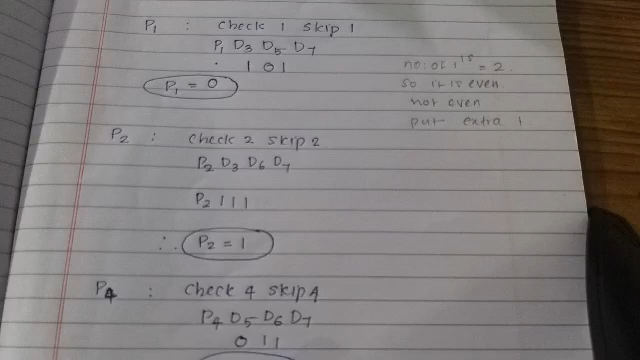 P1 : check 1 skip 1
P1 D3 D5 D7
. 1 0 1
P1 = 0
no: of 1's = 2.
so it is even.
not even
put extra 1
P2 : check 2 skip 2
P2 D3 D6 D7
P2 1 1 1
∴ P2 = 1
P4 : check 4 skip 4
P4 D5 D6 D7
0 1 1